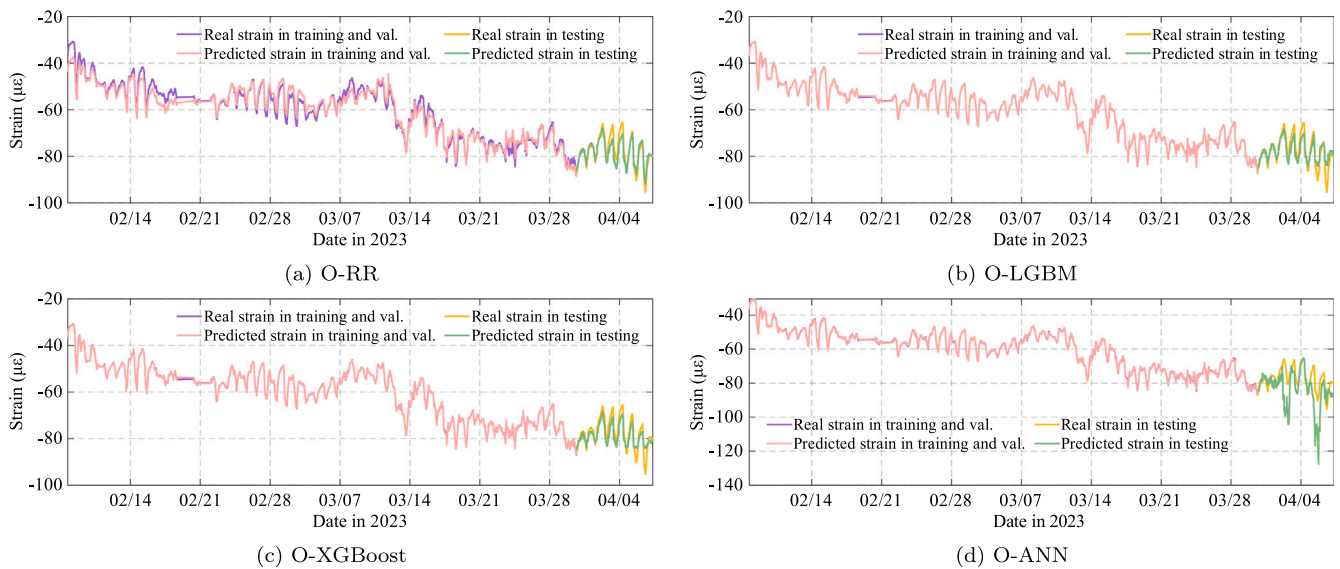 -20
-40
-60
-80
-100
Strain (με)
Real strain in training and val.
Predicted strain in training and val.
Real strain in testing
Predicted strain in testing
02/14 02/21 02/28 03/07 03/14 03/21 03/28 04/04
Date in 2023
(a) O-RR
-20
-40
-60
-80
-100
Strain (με)
Real strain in training and val.
Predicted strain in training and val.
Real strain in testing
Predicted strain in testing
02/14 02/21 02/28 03/07 03/14 03/21 03/28 04/04
Date in 2023
(b) O-LGBM
-20
-40
-60
-80
-100
Strain (με)
Real strain in training and val.
Predicted strain in training and val.
Real strain in testing
Predicted strain in testing
02/14 02/21 02/28 03/07 03/14 03/21 03/28 04/04
Date in 2023
(c) O-XGBoost
-40
-60
-80
-100
-120
-140
Strain (με)
Real strain in training and val.
Predicted strain in training and val.
Real strain in testing
Predicted strain in testing
02/14 02/21 02/28 03/07 03/14 03/21 03/28 04/04
Date in 2023
(d) O-ANN